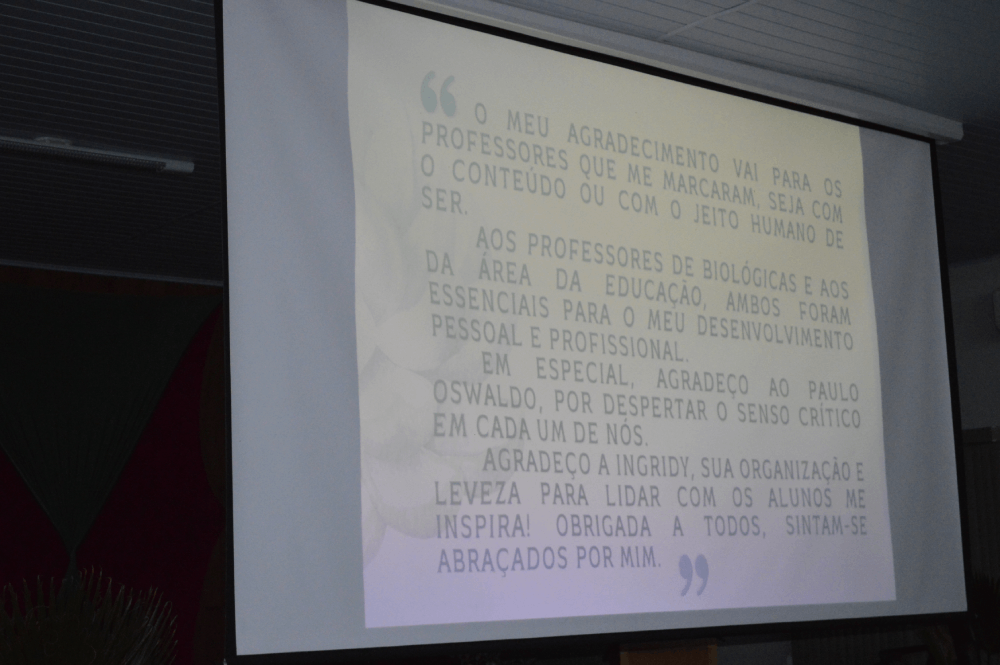 “ O MEU AGRADECIMENTO VAI PARA OS
PROFESSORES QUE ME MARCARAM, SEJA COM
O CONTEÚDO OU COM O JEITO HUMANO DE
SER.
AOS PROFESSORES DE BIOLÓGICAS E AOS
DA ÁREA DA EDUCAÇÃO, AMBOS FORAM
ESSENCIAIS PARA O MEU DESENVOLVIMENTO
PESSOAL E PROFISSIONAL.
EM ESPECIAL, AGRADEÇO AO PAULO
OSWALDO, POR DESPERTAR O SENSO CRÍTICO
EM CADA UM DE NÓS.
AGRADEÇO A INGRIDY, SUA ORGANIZAÇÃO E
LEVEZA PARA LIDAR COM OS ALUNOS ME
INSPIRA! OBRIGADA A TODOS, SINTAM-SE
ABRAÇADOS POR MIM. ”